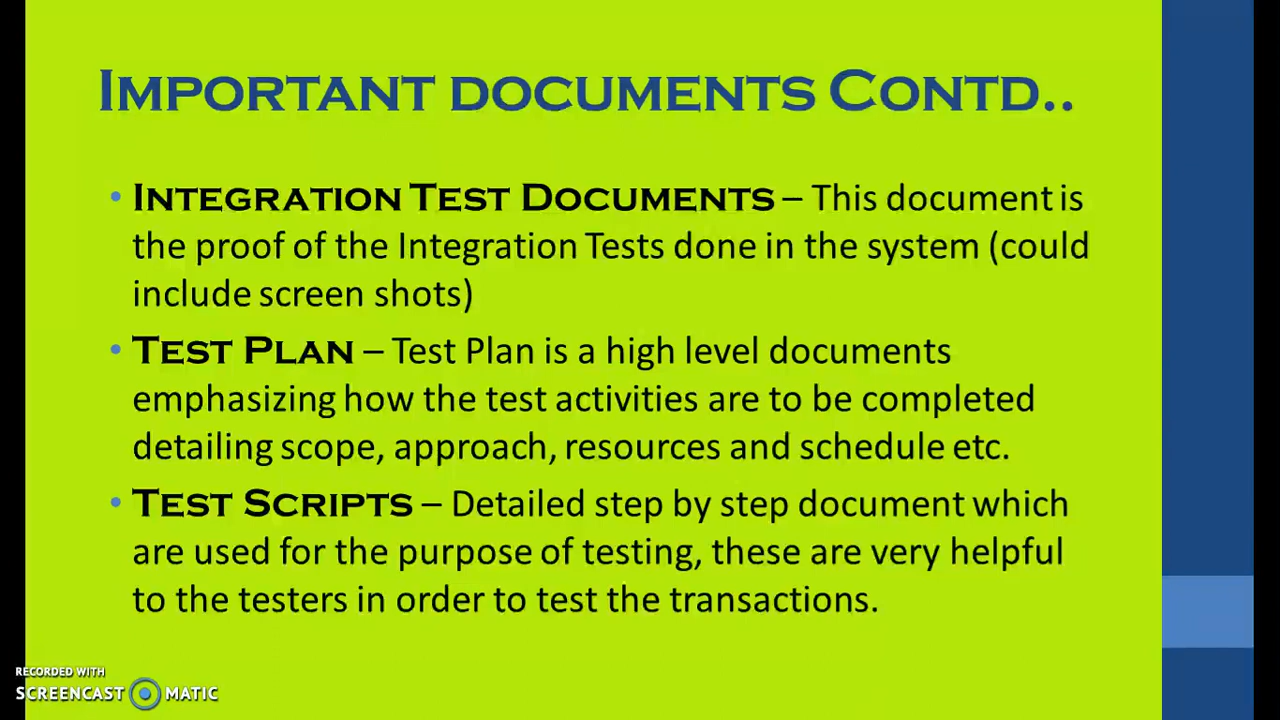 IMPORTANT DOCUMENTS CONTD..
• INTEGRATION TEST DOCUMENTS – This document is
the proof of the Integration Tests done in the system (could
include screen shots)
• TEST PLAN – Test Plan is a high level documents
emphasizing how the test activities are to be completed
detailing scope, approach, resources and schedule etc.
• TEST SCRIPTS – Detailed step by step document which
are used for the purpose of testing, these are very helpful
to the testers in order to test the transactions.
RECORDED WITH
SCREENCAST MATIC